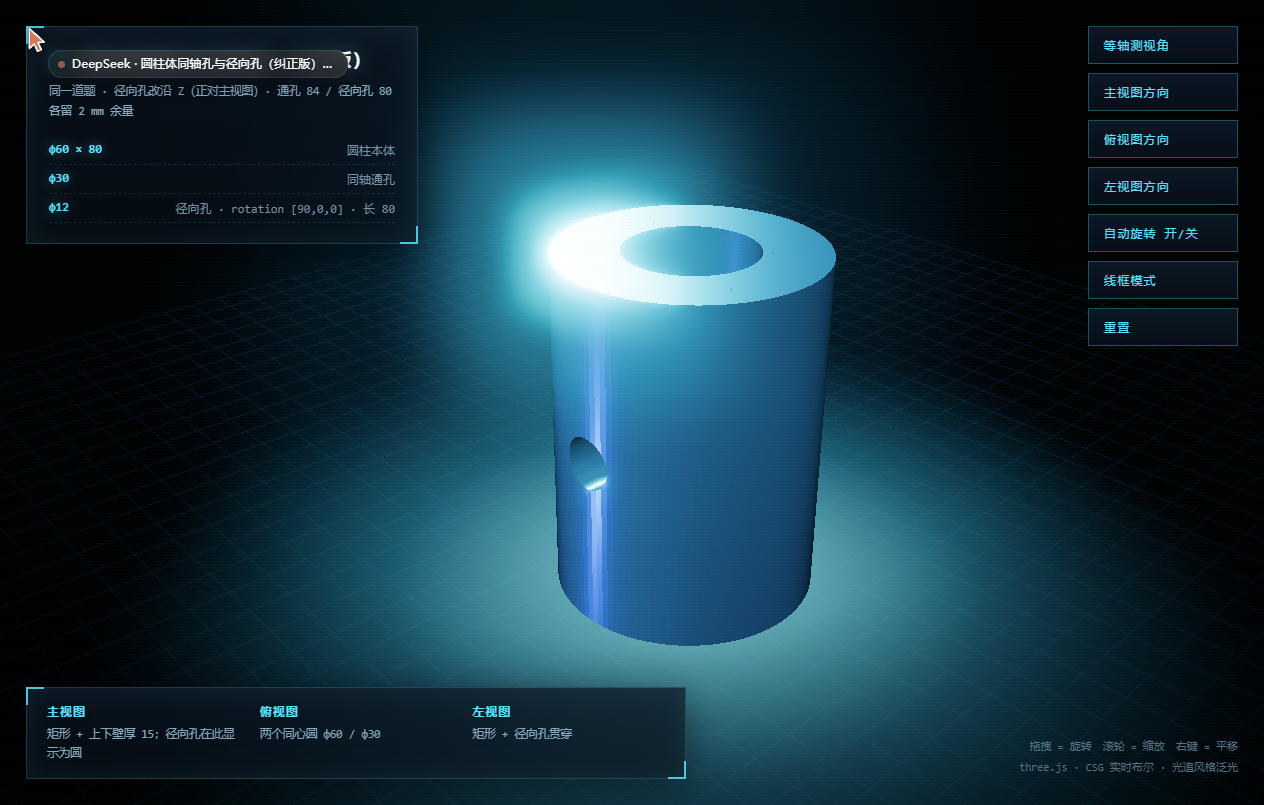 DeepSeek · 圆柱体同轴孔与径向孔（纠正版）...
版）
同一道题 · 径向孔改沿 Z（正对主视图）· 通孔 84 / 径向孔 80
各留 2 mm 余量
ϕ60 × 80 圆柱本体
ϕ30 同轴通孔
ϕ12 径向孔 · rotation [90,0,0] · 长 80
等轴测视角
主视图方向
俯视图方向
左视图方向
自动旋转 开/关
线框模式
重置
主视图
矩形 + 上下壁厚 15; 径向孔在此显
示为圆
俯视图
两个同心圆 ϕ60 / ϕ30
左视图
矩形 + 径向孔贯穿
拖拽 = 旋转 滚轮 = 缩放 右键 = 平移
three.js · CSG 实时布尔 · 光追风格泛光